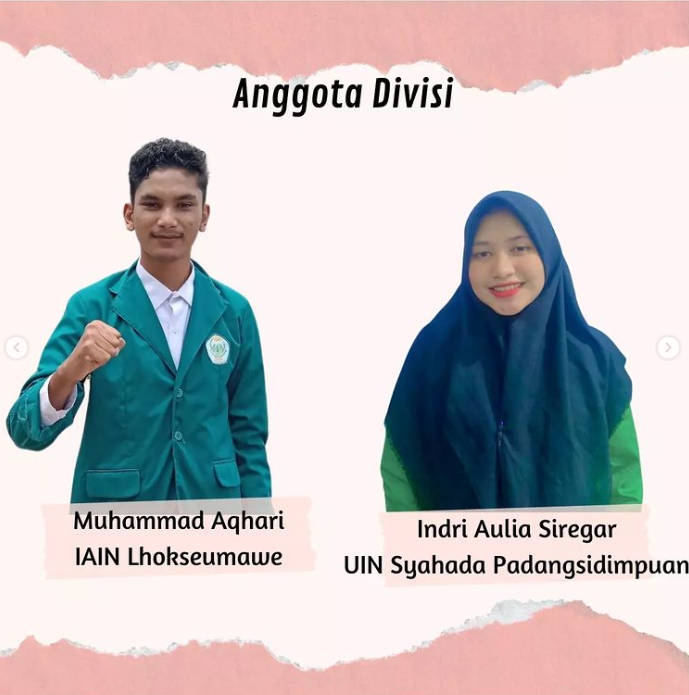 Anggota Divisi
Muhammad Aqhari
IAIN Lhokseumawe
Indri Aulia Siregar
UIN Syahada Padangsidimpuan